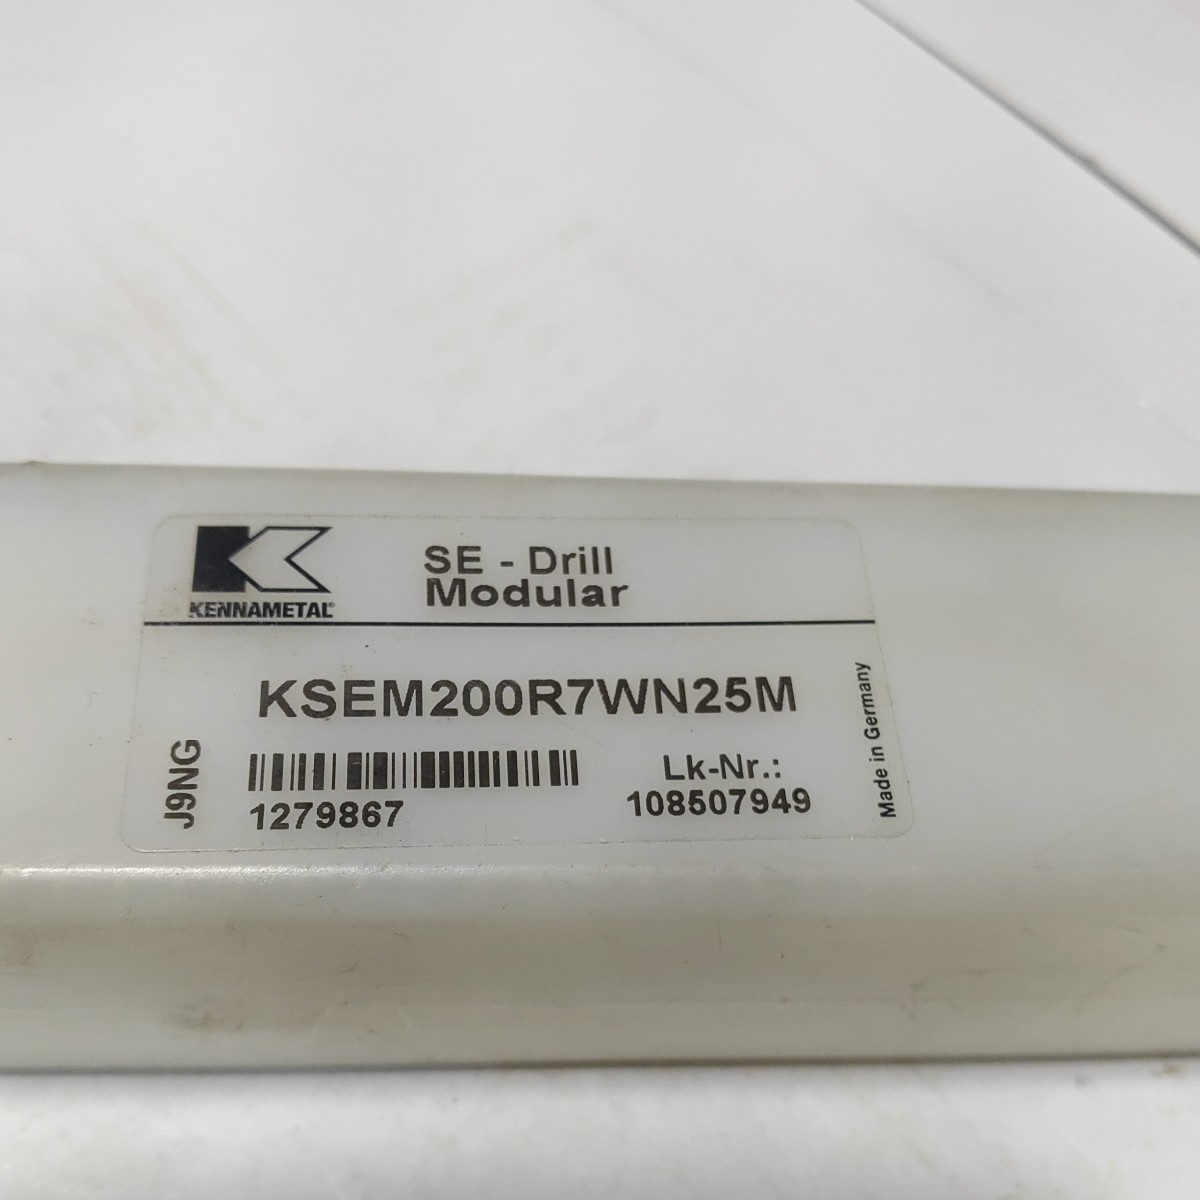 KENNAMETAL®
SE - Drill
Modular
KSEM200R7WN25M
J9NG
1279867
Lk-Nr.:
108507949
Made in Germany